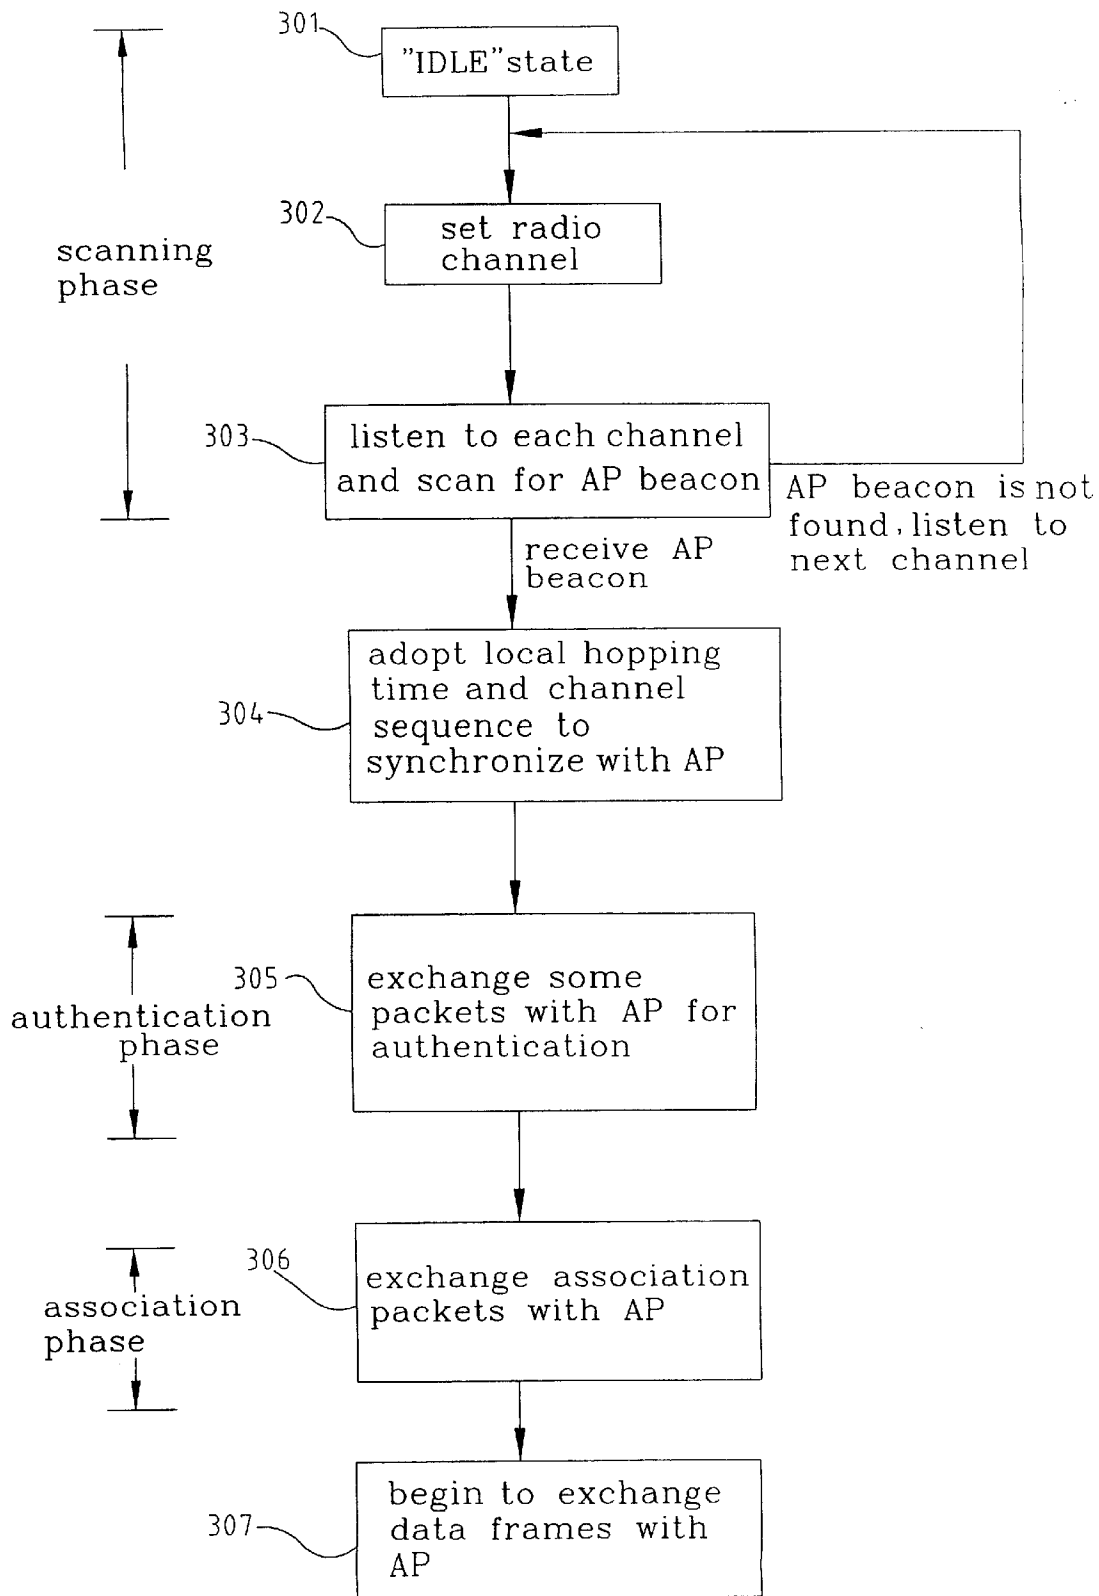 301
"IDLE" state
302
set radio
channel
scanning
phase
303
listen to each channel
and scan for AP beacon
AP beacon is not
found, listen to
next channel
receive AP
beacon
304
adopt local hopping
time and channel
sequence to
synchronize with AP
305
exchange some
packets with AP for
authentication
authentication
phase
306
exchange association
packets with AP
association
phase
307
begin to exchange
data frames with
AP